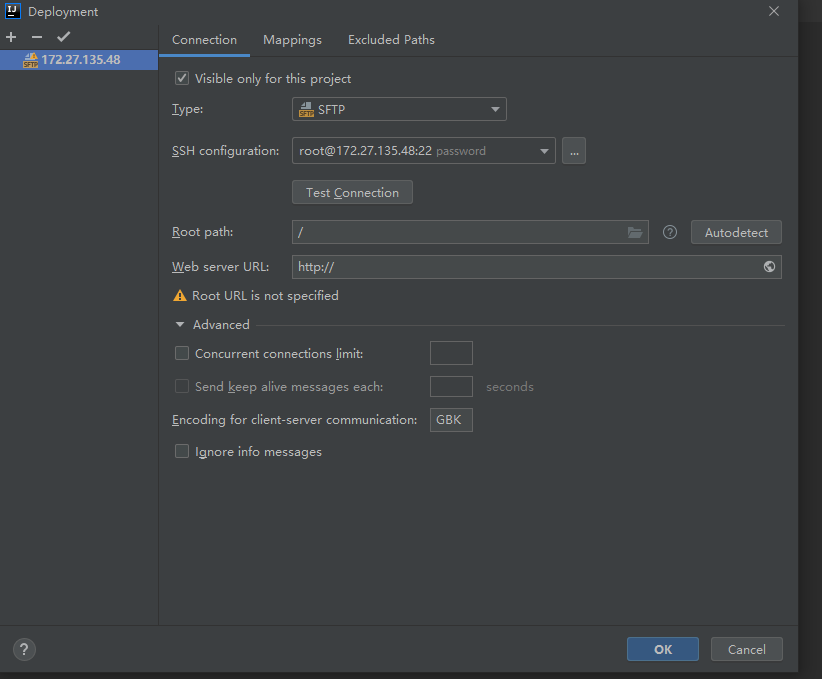 IJ Deployment
Connection Mappings Excluded Paths
SFTP 172.27.135.48
Visible only for this project
Type: SFTP SFTP
SSH configuration: root@172.27.135.48:22 password ...
Test Connection
Root path: / ? Autodetect
Web server URL: http://
Root URL is not specified
Advanced
Concurrent connections limit:
Send keep alive messages each: seconds
Encoding for client-server communication: GBK
Ignore info messages
? OK Cancel